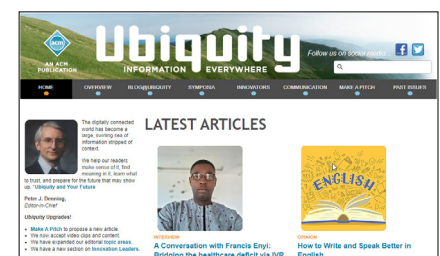 acm
AN ACM
PUBLICATION
Ubiquity
INFORMATION EVERYWHERE
Follow us on social media
HOME OVERVIEW BLOG@UBIQUITY SYMPOSIA INNOVATORS COMMUNICATION MAKE A PITCH PAST ISSUES
The digitally connected
world has become a
large, swirling sea of
information stripped of
context.
We help our readers
make sense of it, find
meaning in it, learn what
to trust, and prepare for the future that may show
up. *Ubiquity and Your Future
Peter J. Denning,
Editor-in-Chief
Ubiquity Upgrades!
Make A Pitch to propose a new article.
We now accept video clips and content.
We have expanded our editorial topic areas.
We have a new section on Innovation Leaders.
LATEST ARTICLES
INTERVIEW
A Conversation with Francis Enyi:
Bridging the healthcare deficit via IVR
ENGLISH
OPINION
How to Write and Speak Better in
English